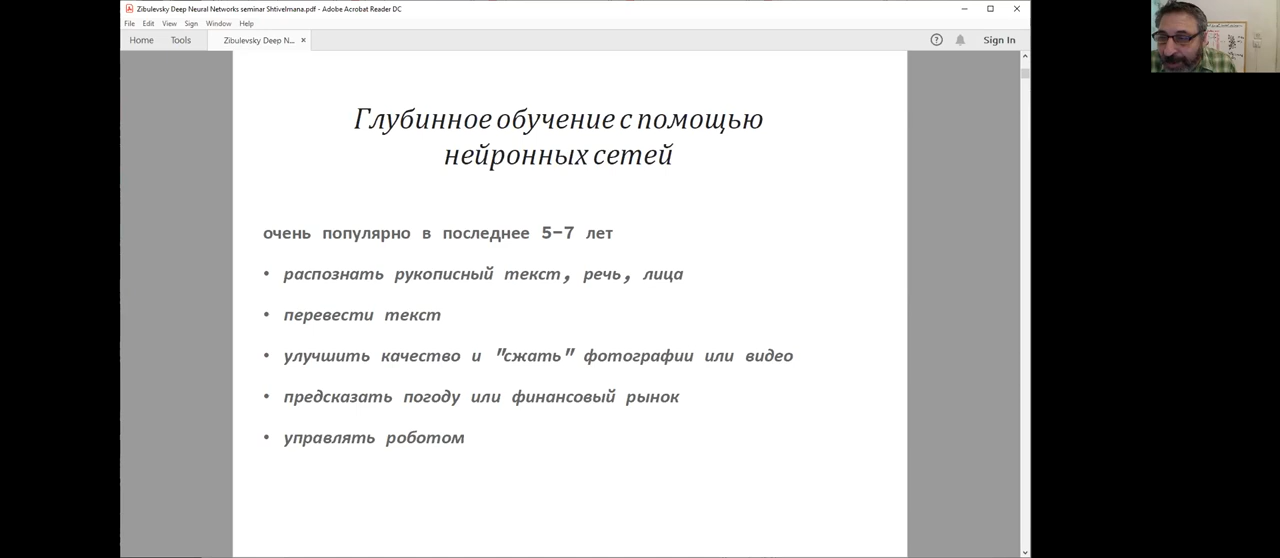 Zibulevsky Deep Neural Networks seminar Shtivelmana.pdf - Adobe Acrobat Reader DC
File Edit View Sign Window Help
Home Tools Zibulevsky Deep N... × Sign In
Глубинное обучение с помощью
нейронных сетей
очень популярно в последнее 5-7 лет
• распознать рукописный текст, речь, лица
• перевести текст
• улучшить качество и "сжать" фотографии или видео
• предсказать погоду или финансовый рынок
• управлять роботом